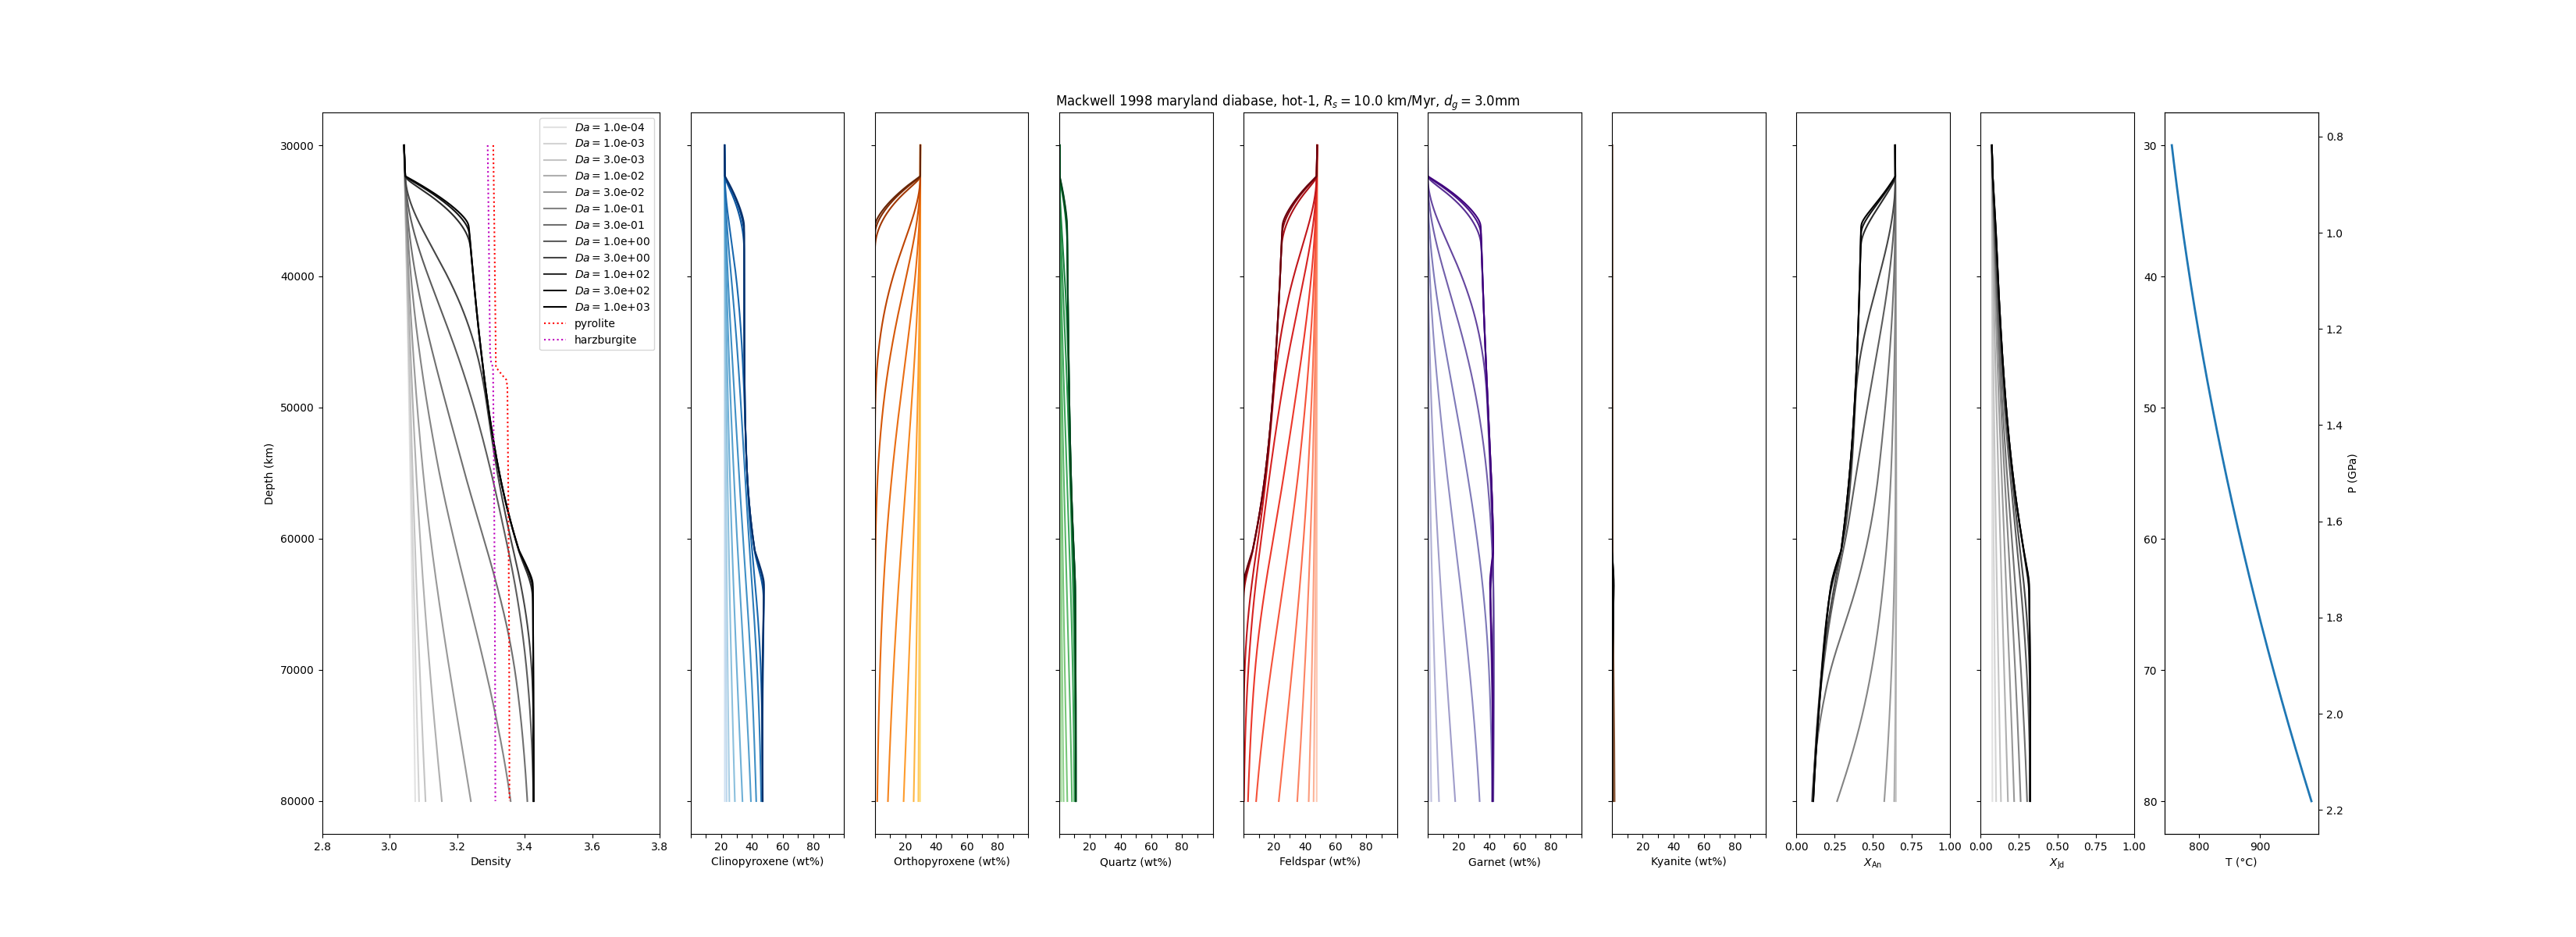 Mackwell 1998 maryland diabase, hot-1, Rs = 10.0 km/Myr, dg = 3.0mm
Da = 1.0e-04
Da = 1.0e-03
Da = 3.0e-03
Da = 1.0e-02
Da = 3.0e-02
Da = 1.0e-01
Da = 3.0e-01
Da = 1.0e+00
Da = 3.0e+00
Da = 1.0e+02
Da = 3.0e+02
Da = 1.0e+03
pyrolite
harzburgite
Depth (km)
30000
40000
50000
60000
70000
80000
2.8 3.0 3.2 3.4 3.6 3.8
Density
20 40 60 80
Clinopyroxene (wt%)
20 40 60 80
Orthopyroxene (wt%)
20 40 60 80
Quartz (wt%)
20 40 60 80
Feldspar (wt%)
20 40 60 80
Garnet (wt%)
20 40 60 80
Kyanite (wt%)
0.00 0.25 0.50 0.75 1.00
XAn
0.00 0.25 0.50 0.75 1.00
XJd
30
40
50
60
70
80
800 900
T (°C)
0.8
1.0
1.2
1.4
1.6
1.8
2.0
2.2
P (GPa)